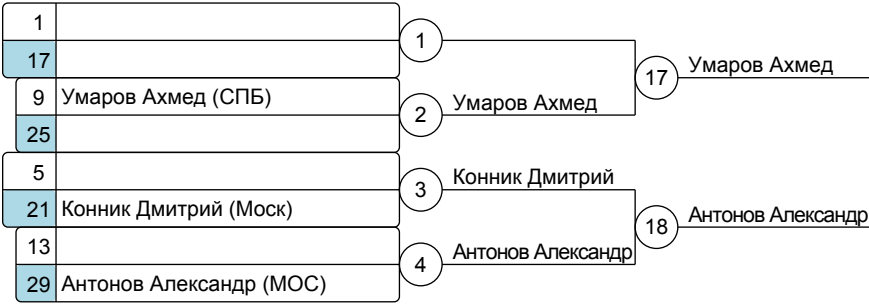 1
17
1
17
Умаров Ахмед
9 Умаров Ахмед (СПБ)
25
2
Умаров Ахмед
5
21 Конник Дмитрий (Моск)
3
Конник Дмитрий
18
Антонов Александр
13
29 Антонов Александр (МОС)
4
Антонов Александр